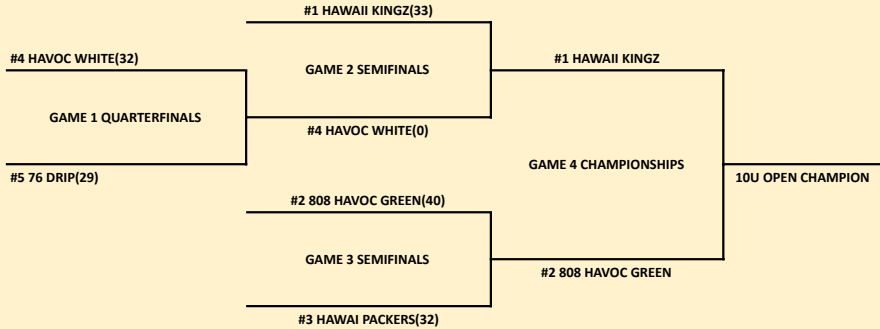 #1 HAWAII KINGZ(33)
#4 HAVOC WHITE(32)
GAME 2 SEMIFINALS
#1 HAWAII KINGZ
GAME 1 QUARTERFINALS
#4 HAVOC WHITE(0)
GAME 4 CHAMPIONSHIPS
#5 76 DRIP(29)
10U OPEN CHAMPION
#2 808 HAVOC GREEN(40)
GAME 3 SEMIFINALS
#2 808 HAVOC GREEN
#3 HAWAI PACKERS(32)